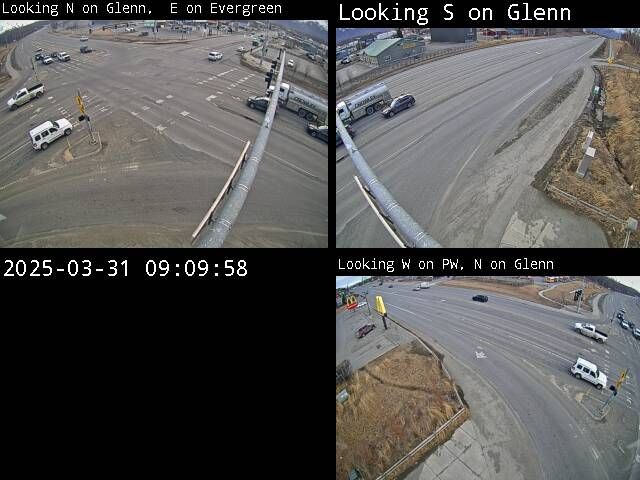 Looking N on Glenn,  E on Evergreen
Looking S on Glenn
2025-03-31 09:09:58
Looking W on PW, N on Glenn